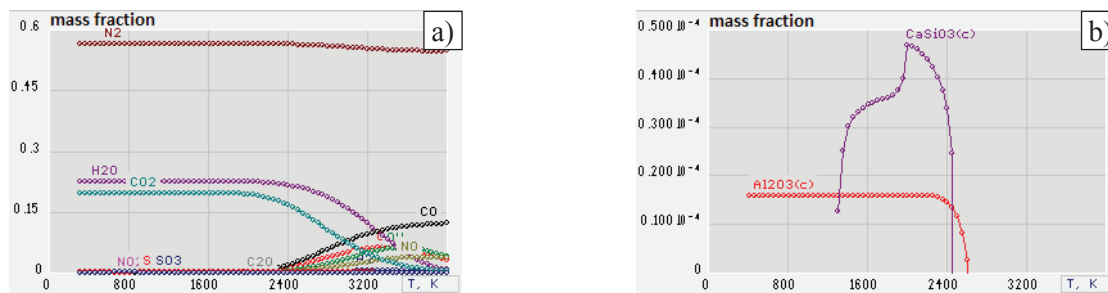 mass fraction
a)
0.6
N2
0.45
0.3
H2O
CO2
0.15
CO
NO
NO2 S SO3
C2O
0
0 800 1600 2400 3200 T, K
mass fraction
b)
0.500 10-4
CaSiO3(c)
0.400 10-4
0.300 10-4
0.200 10-4
Al2O3(c)
0.100 10-4
0
0 800 1600 2400 3200 T, K